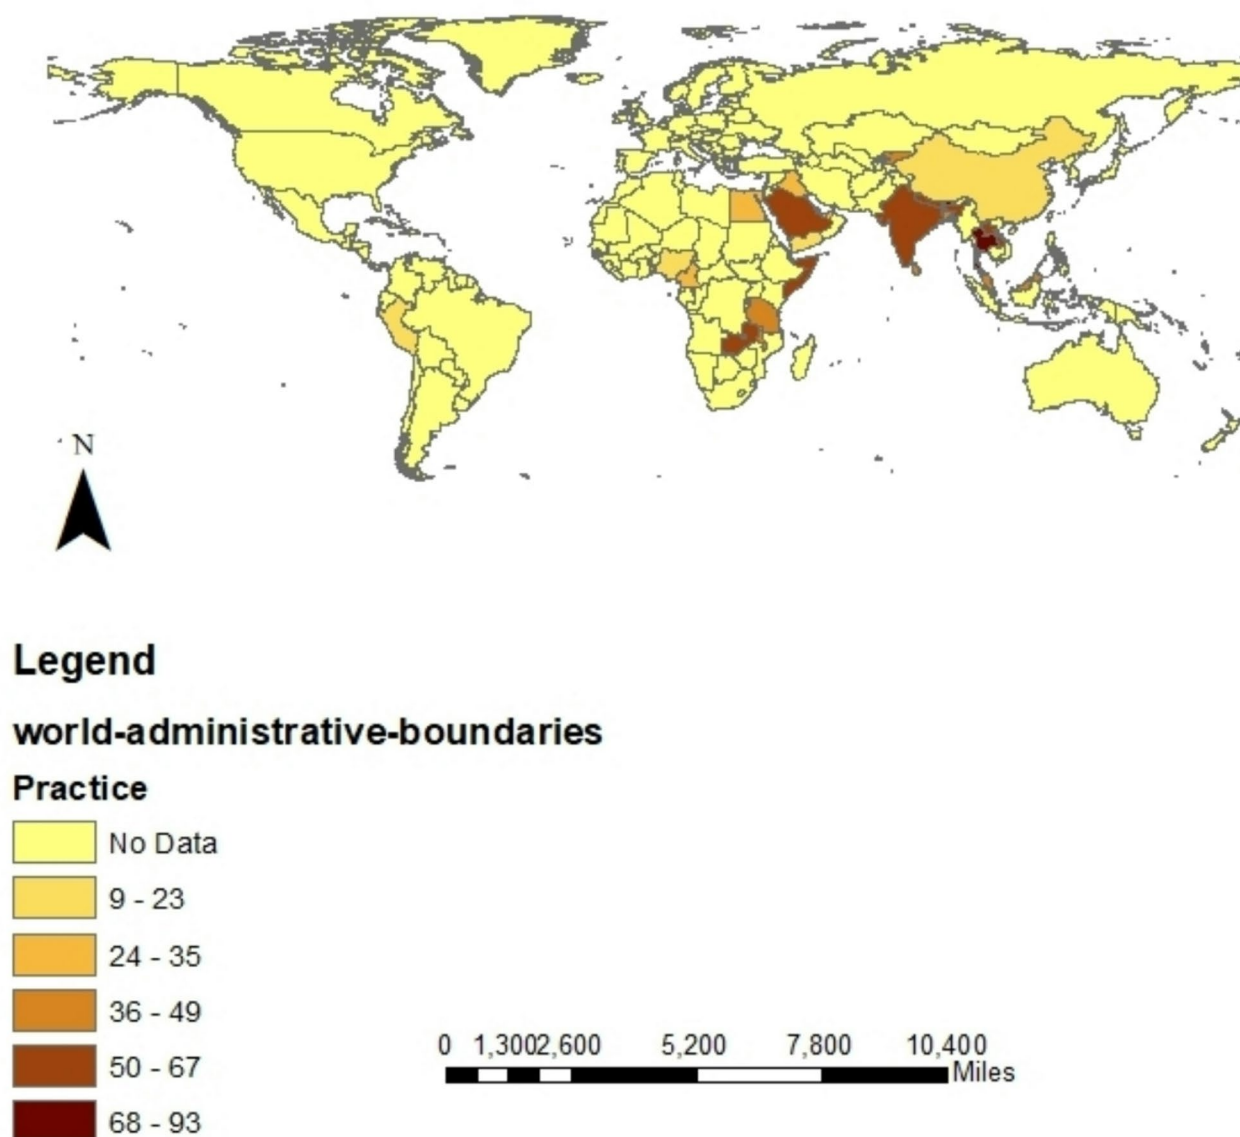 N
Legend
world-administrative-boundaries
Practice
No Data
9 - 23
24 - 35
36 - 49
50 - 67
68 - 93
0 1,3002,600 5,200 7,800 10,400
Miles